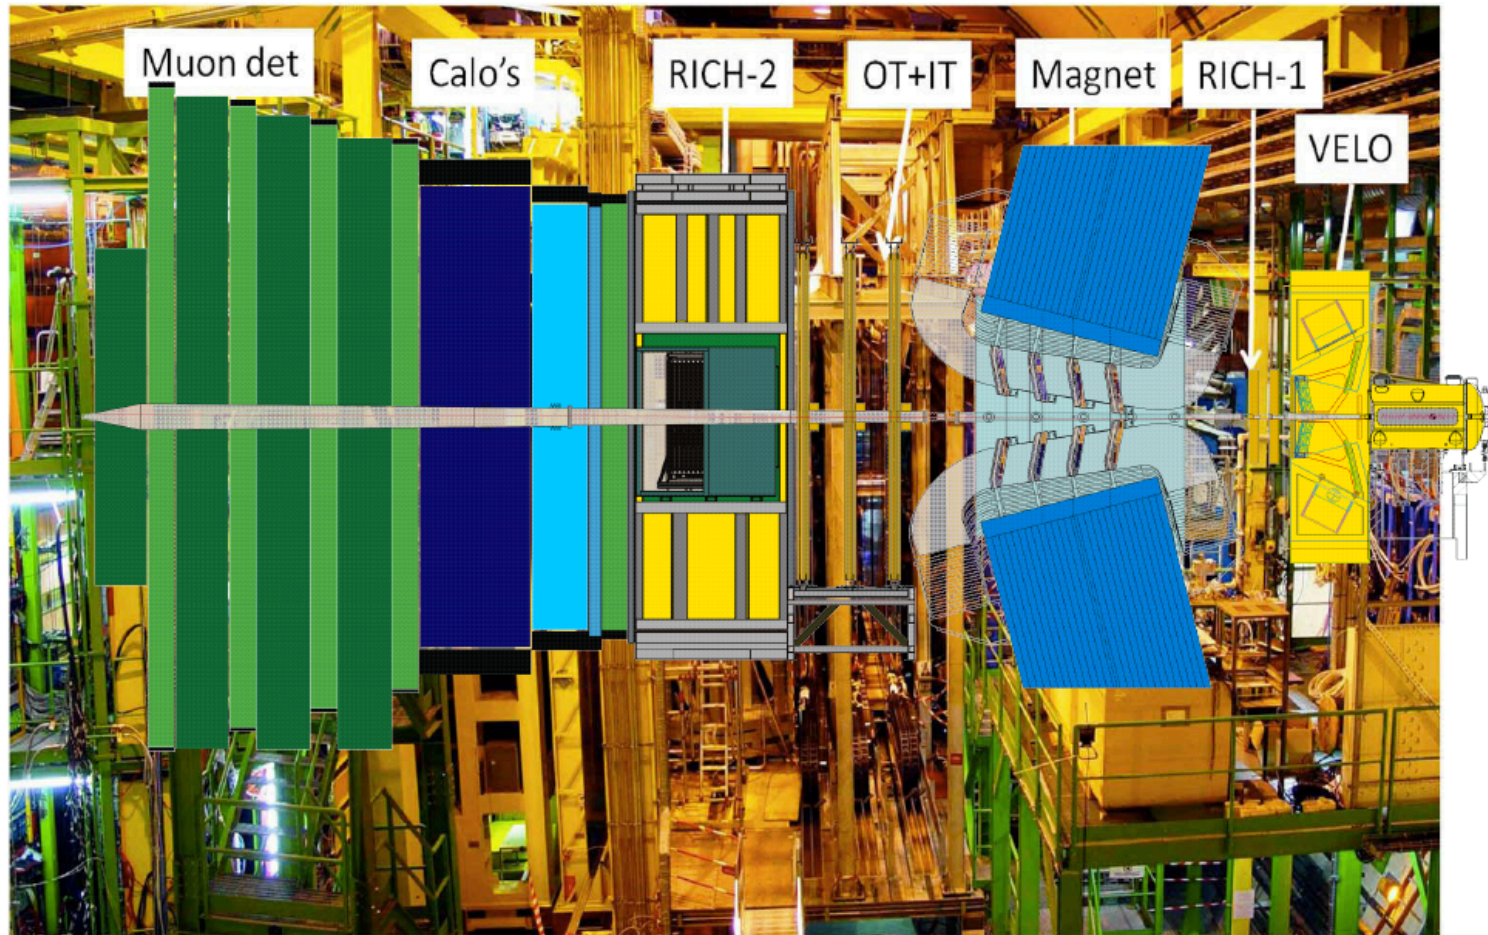 Muon det
Calo's
RICH-2
OT+IT
Magnet
RICH-1
VELO